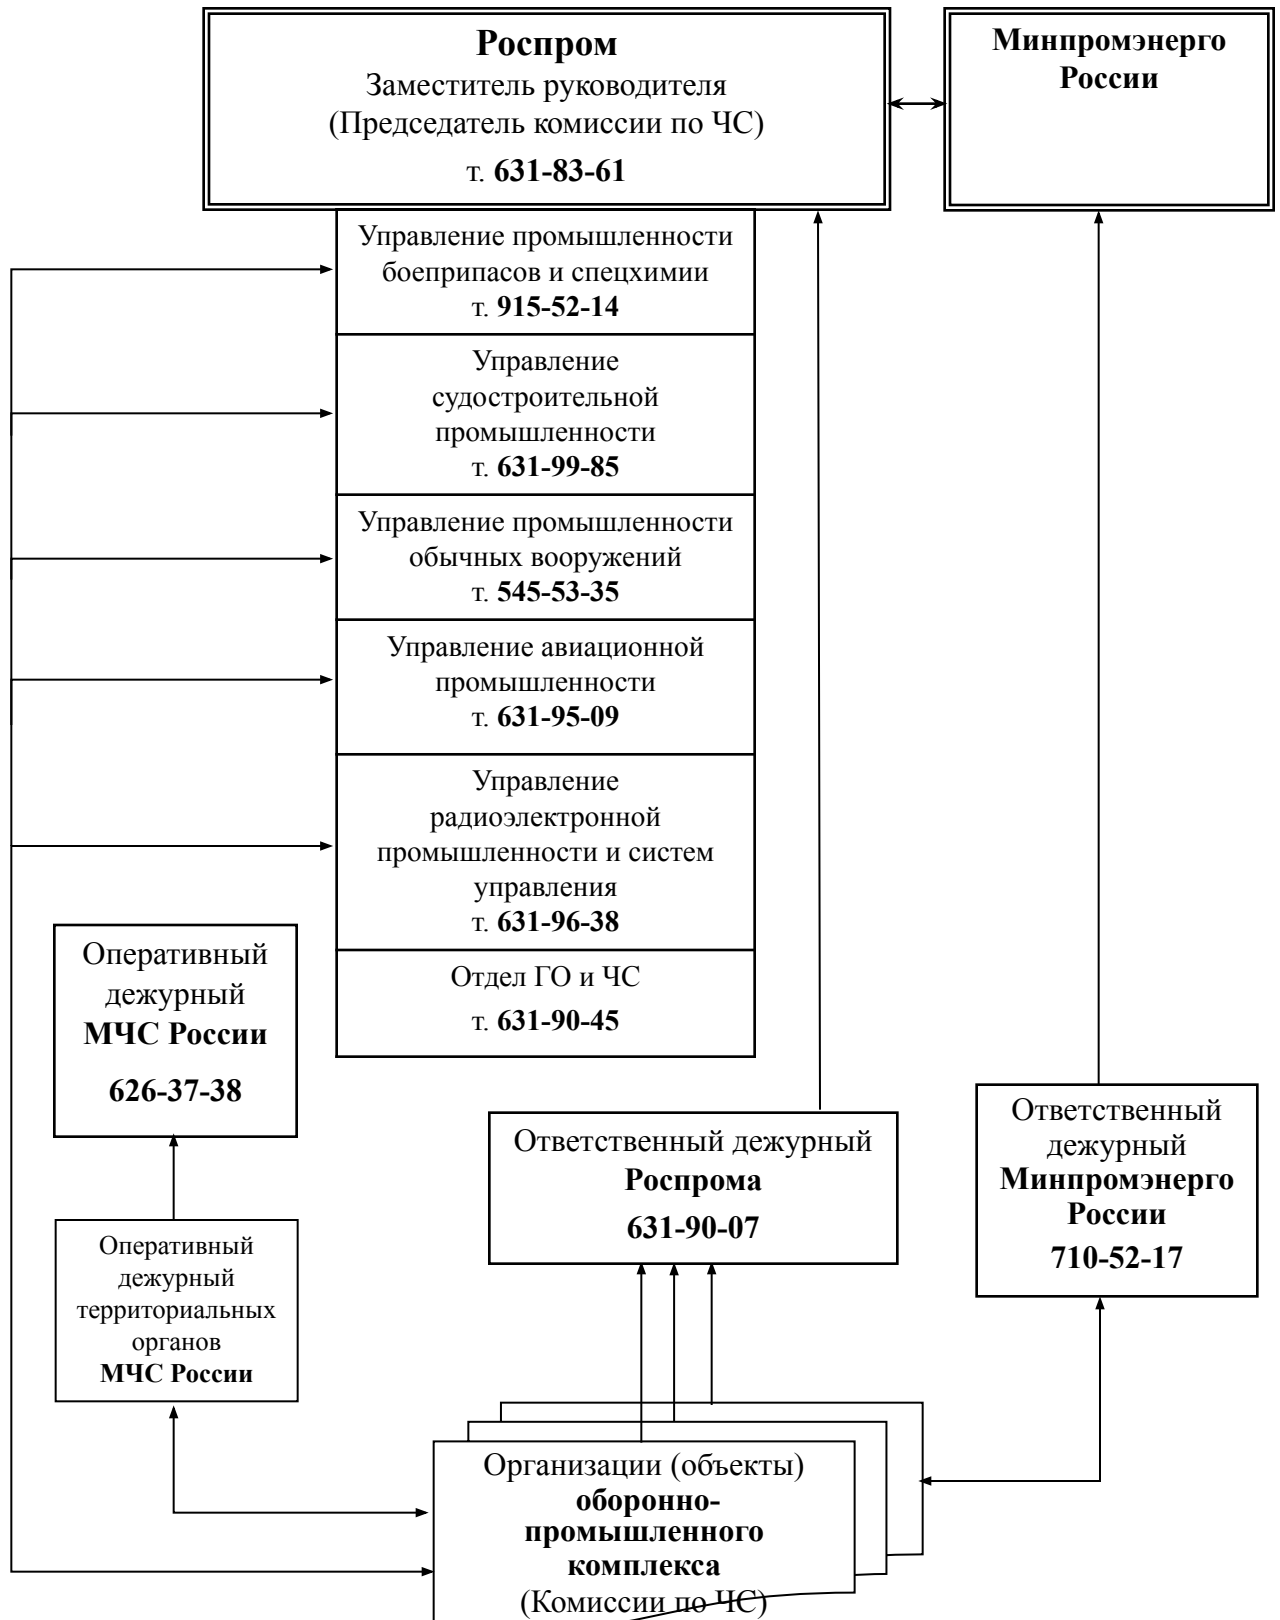 Роспром
Заместитель руководителя
(Председатель комиссии по ЧС)
т. 631-83-61
Минпромэнерго
России
Управление промышленности
боеприпасов и спецхимии
т. 915-52-14
Управление
судостроительной
промышленности
т. 631-99-85
Управление промышленности
обычных вооружений
т. 545-53-35
Управление авиационной
промышленности
т. 631-95-09
Управление
радиоэлектронной
промышленности и систем
управления
т. 631-96-38
Отдел ГО и ЧС
т. 631-90-45
Оперативный
дежурный
МЧС России
626-37-38
Ответственный дежурный
Роспрома
631-90-07
Ответственный
дежурный
Минпромэнерго
России
710-52-17
Оперативный
дежурный
территориальных
органов
МЧС России
Организации (объекты)
оборонно-
промышленного
комплекса
(Комиссии по ЧС)